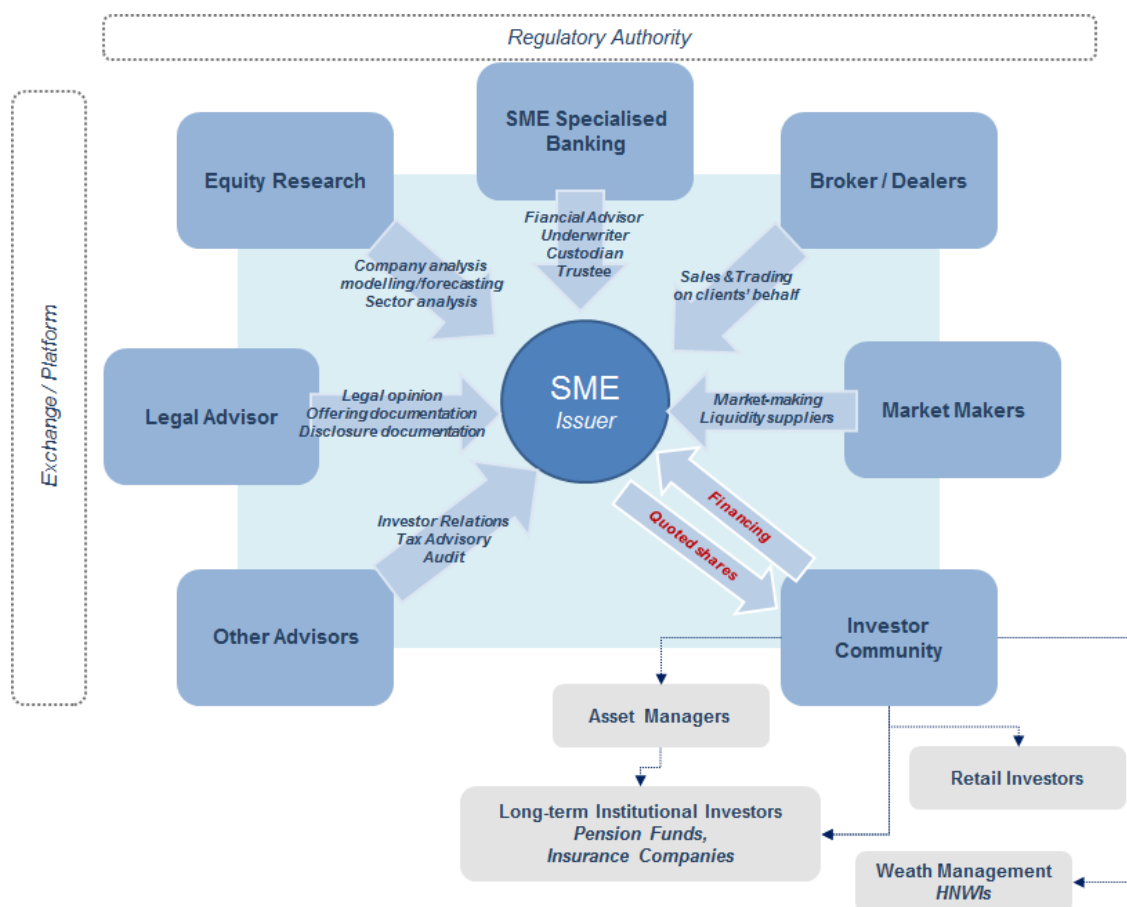 Regulatory Authority
Exchange / Platform
SME Specialised
Banking
Equity Research
Broker / Dealers
Fiancial Advisor
Underwriter
Custodian
Trustee
Company analysis
modelling/forecasting
Sector analysis
Sales & Trading
on clients' behalf
SME
Issuer
Legal Advisor
Legal opinion
Offering documentation
Disclosure documentation
Market-making
Liquidity suppliers
Market Makers
Investor Relations
Tax Advisory
Audit
Financing
Quoted shares
Other Advisors
Investor
Community
Asset Managers
Retail Investors
Long-term Institutional Investors
Pension Funds,
Insurance Companies
Weath Management
HNWIs